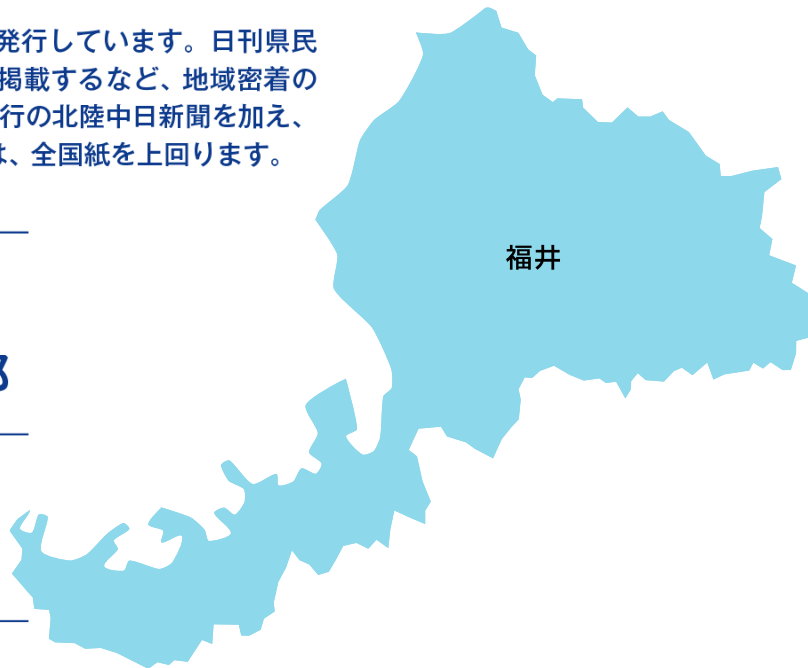 発行しています。日刊県民
掲載するなど、地域密着の
行の北陸中日新聞を加え、
は、全国紙を上回ります。
福井